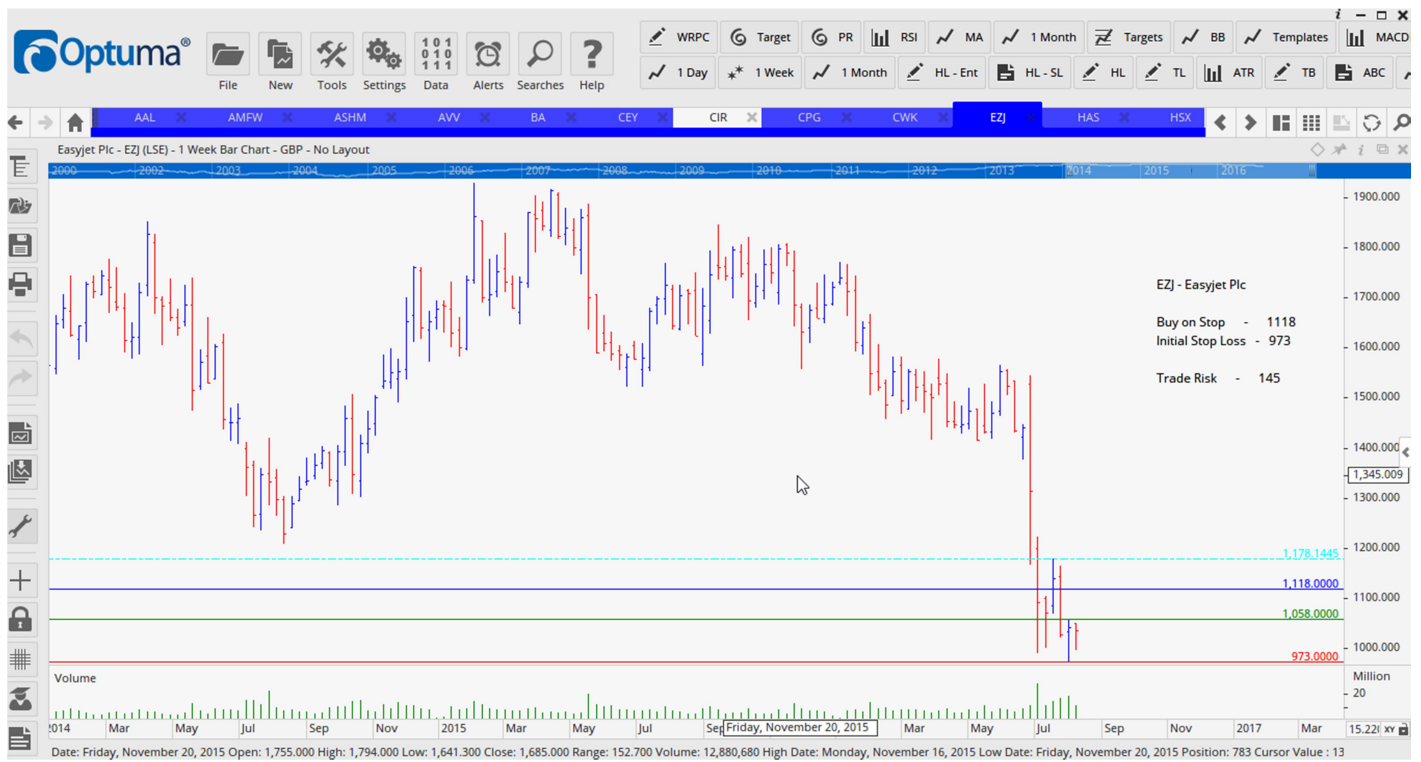 i
Optuma®
File New Tools Settings Data Alerts Searches Help
101
010
111
WRPC Target PR RSI MA 1 Month Targets BB Templates MACD
1 Day 1 Week 1 Month HL - Ent HL - SL HL TL ATR TB ABC
AAL AMFW ASHM AVV BA CEY CIR CPG CWK EZJ HAS HSX
Easyjet Plc - EZJ (LSE) - 1 Week Bar Chart - GBP - No Layout
2000 2002 2003 2004 2005 2006 2007 2008 2009 2010 2011 2012 2013 2014 2015 2016
1900.000
1800.000
EZJ - Easyjet Plc
1700.000
Buy on Stop - 1118
Initial Stop Loss - 973
1600.000
Trade Risk - 145
1500.000
1400.000
1,345.009
1300.000
1200.000
1,178.1445
1,118.0000
1100.000
1,058.0000
1000.000
973.0000
Volume
Million
20
2014 Mar May Jul Sep Nov 2015 Mar May Jul Sep Friday, November 20, 2015 Mar May Jul Sep Nov 2017 Mar 15.22 XY
Date: Friday, November 20, 2015 Open: 1,755.000 High: 1,794.000 Low: 1,641.300 Close: 1,685.000 Range: 152.700 Volume: 12,880,680 High Date: Monday, November 16, 2015 Low Date: Friday, November 20, 2015 Position: 783 Cursor Value : 13